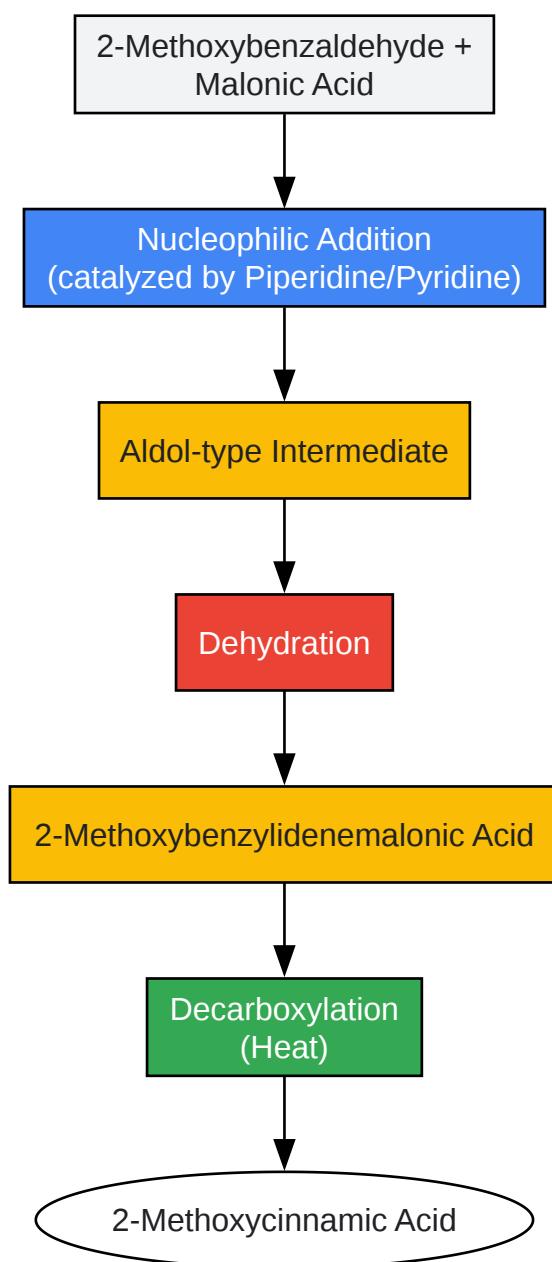 2-Methoxybenzaldehyde +
Malonic Acid
Nucleophilic Addition
(catalyzed by Piperidine/Pyridine)
Aldol-type Intermediate
Dehydration
2-Methoxybenzylidenemalonic Acid
Decarboxylation
(Heat)
2-Methoxycinnamic Acid